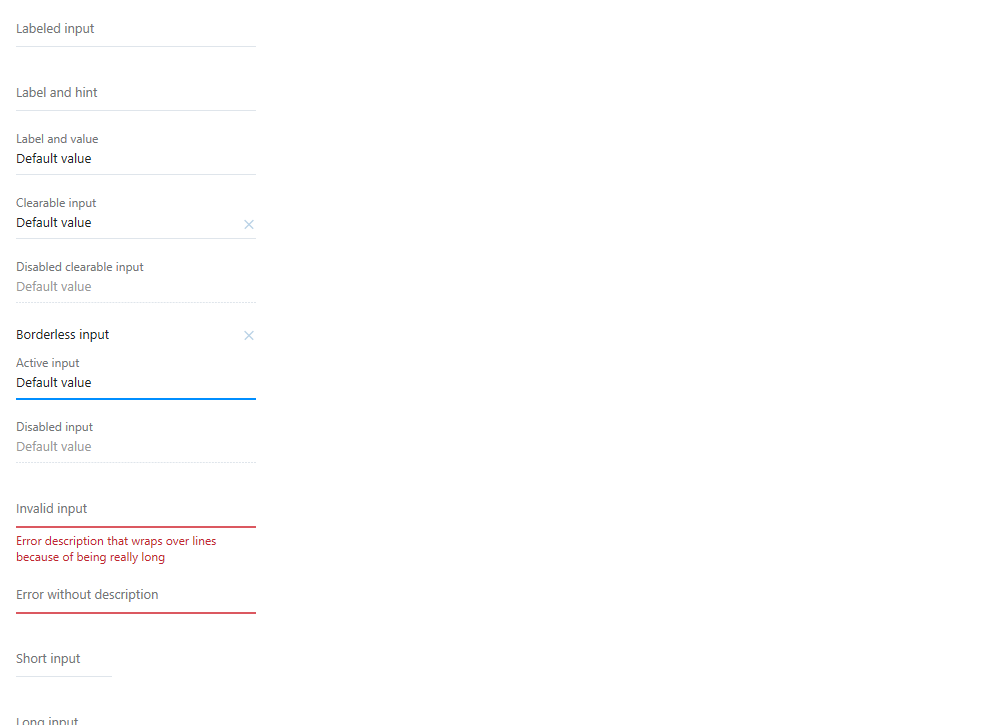 Labeled input
Label and hint
Label and value
Default value
Clearable input
Default value
Disabled clearable input
Default value
Borderless input
Active input
Default value
Disabled input
Default value
Invalid input
Error description that wraps over lines
because of being really long
Error without description
Short input
Long input